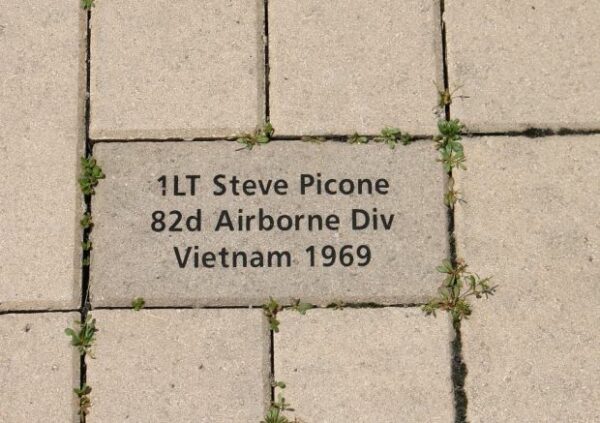 1LT Steve Picone
82d Airborne Div
Vietnam 1969